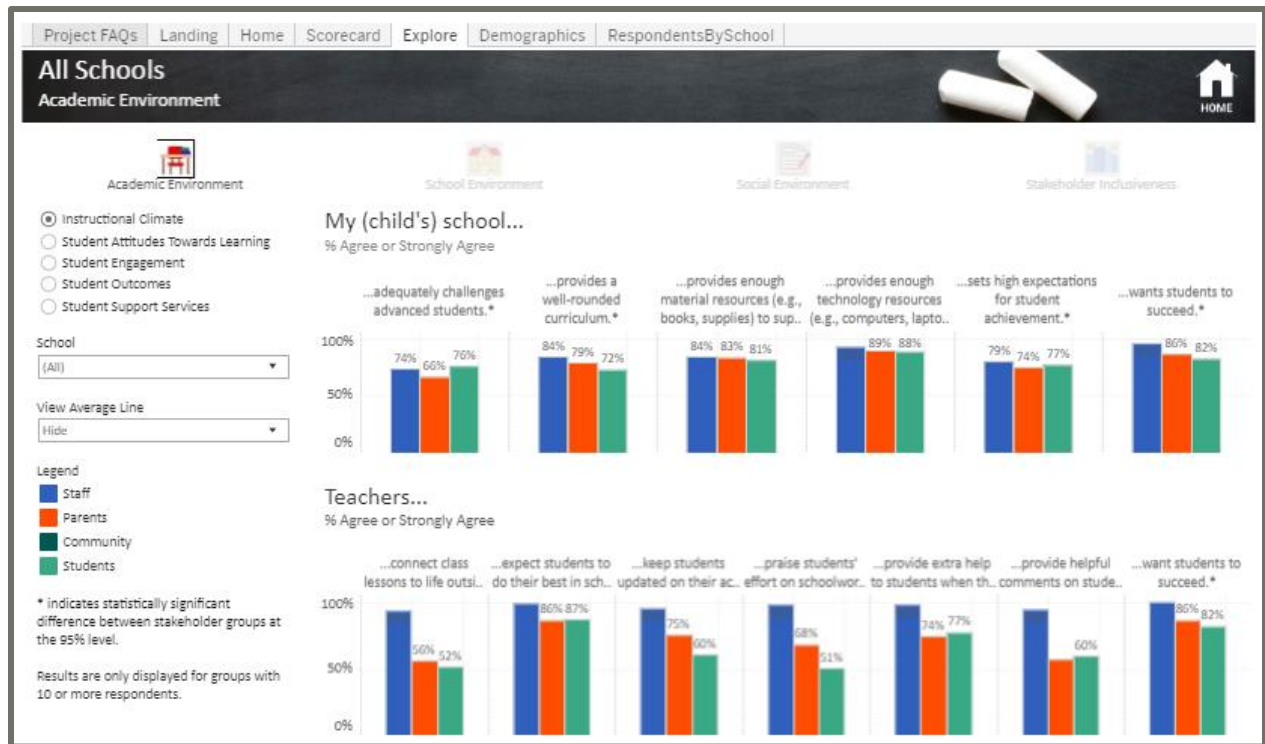 Project FAQs Landing Home Scorecard Explore Demographics RespondentsBySchool
All Schools
Academic Environment
HOME
Academic Environment School Environment Social Environment Stakeholder Inclusiveness
Instructional Climate
Student Attitudes Towards Learning
Student Engagement
Student Outcomes
Student Support Services
School
(All)
View Average Line
Hide
Legend
Staff
Parents
Community
Students
* indicates statistically significant
difference between stakeholder groups at
the 95% level.
Results are only displayed for groups with
10 or more respondents.
My (child's) school...
% Agree or Strongly Agree
...adequately challenges
advanced students.*
...provides a
well-rounded
curriculum.*
...provides enough
material resources (e.g.,
books, supplies) to sup..
...provides enough
technology resources
(e.g., computers, lapto..
...sets high expectations
for student
achievement.*
...wants students to
succeed.*
100%
50%
0%
74% 66% 76%
84% 79% 72%
84% 83% 81%
89% 88%
79% 74% 77%
86% 82%
Teachers...
% Agree or Strongly Agree
...connect class
lessons to life outsi..
...expect students to
do their best in sch..
...keep students
updated on their ac..
...praise students'
effort on schoolwor..
...provide extra help
to students when th..
...provide helpful
comments on stude..
...want students to
succeed.*
100%
50%
0%
56% 52%
86% 87%
75% 60%
68% 51%
74% 77%
60%
86% 82%